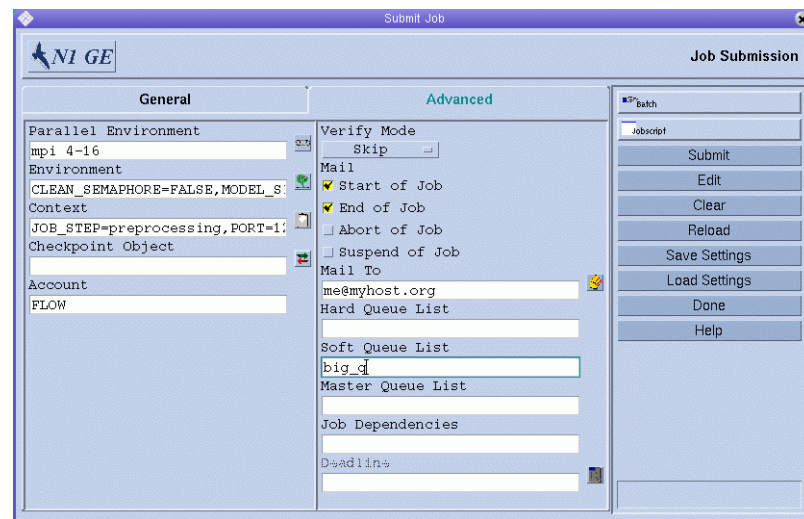 Submit Job
N1 GE
Job Submission
General
Advanced
Parallel Environment
mpi 4-16
Environment
CLEAN_SEMAPHORE=FALSE,MODEL_S
Context
JOB_STEP=preprocessing,PORT=12
Checkpoint Object
Account
FLOW
Verify Mode
Skip
Mail
Start of Job
End of Job
Abort of Job
Suspend of Job
Mail To
me@myhost.org
Hard Queue List
Soft Queue List
big_q
Master Queue List
Job Dependencies
Deadline
Batch
Jobscript
Submit
Edit
Clear
Reload
Save Settings
Load Settings
Done
Help